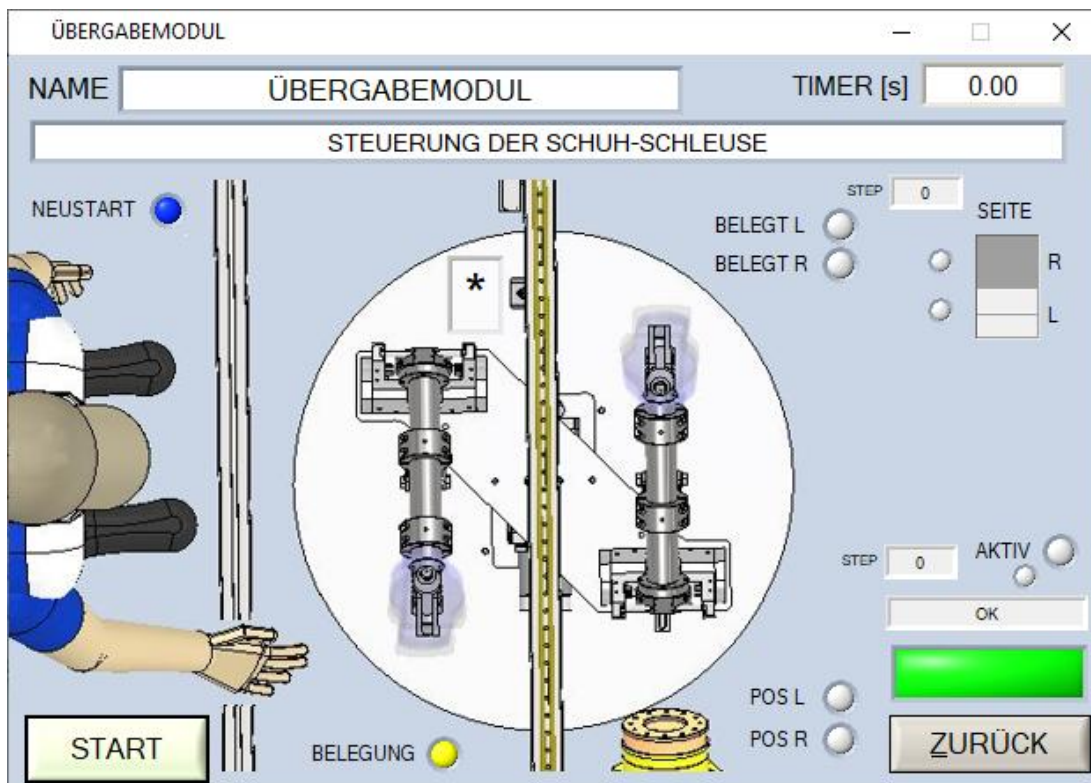 ÜBERGABEMODUL
NAME ÜBERGABEMODUL TIMER [s] 0.00
STEUERUNG DER SCHUH-SCHLEUSE
NEUSTART
STEP 0
SEITE
BELEGT L
BELEGT R
R
L
*
STEP 0
AKTIV
OK
POS L
POS R
START
BELEGUNG
ZURÜCK